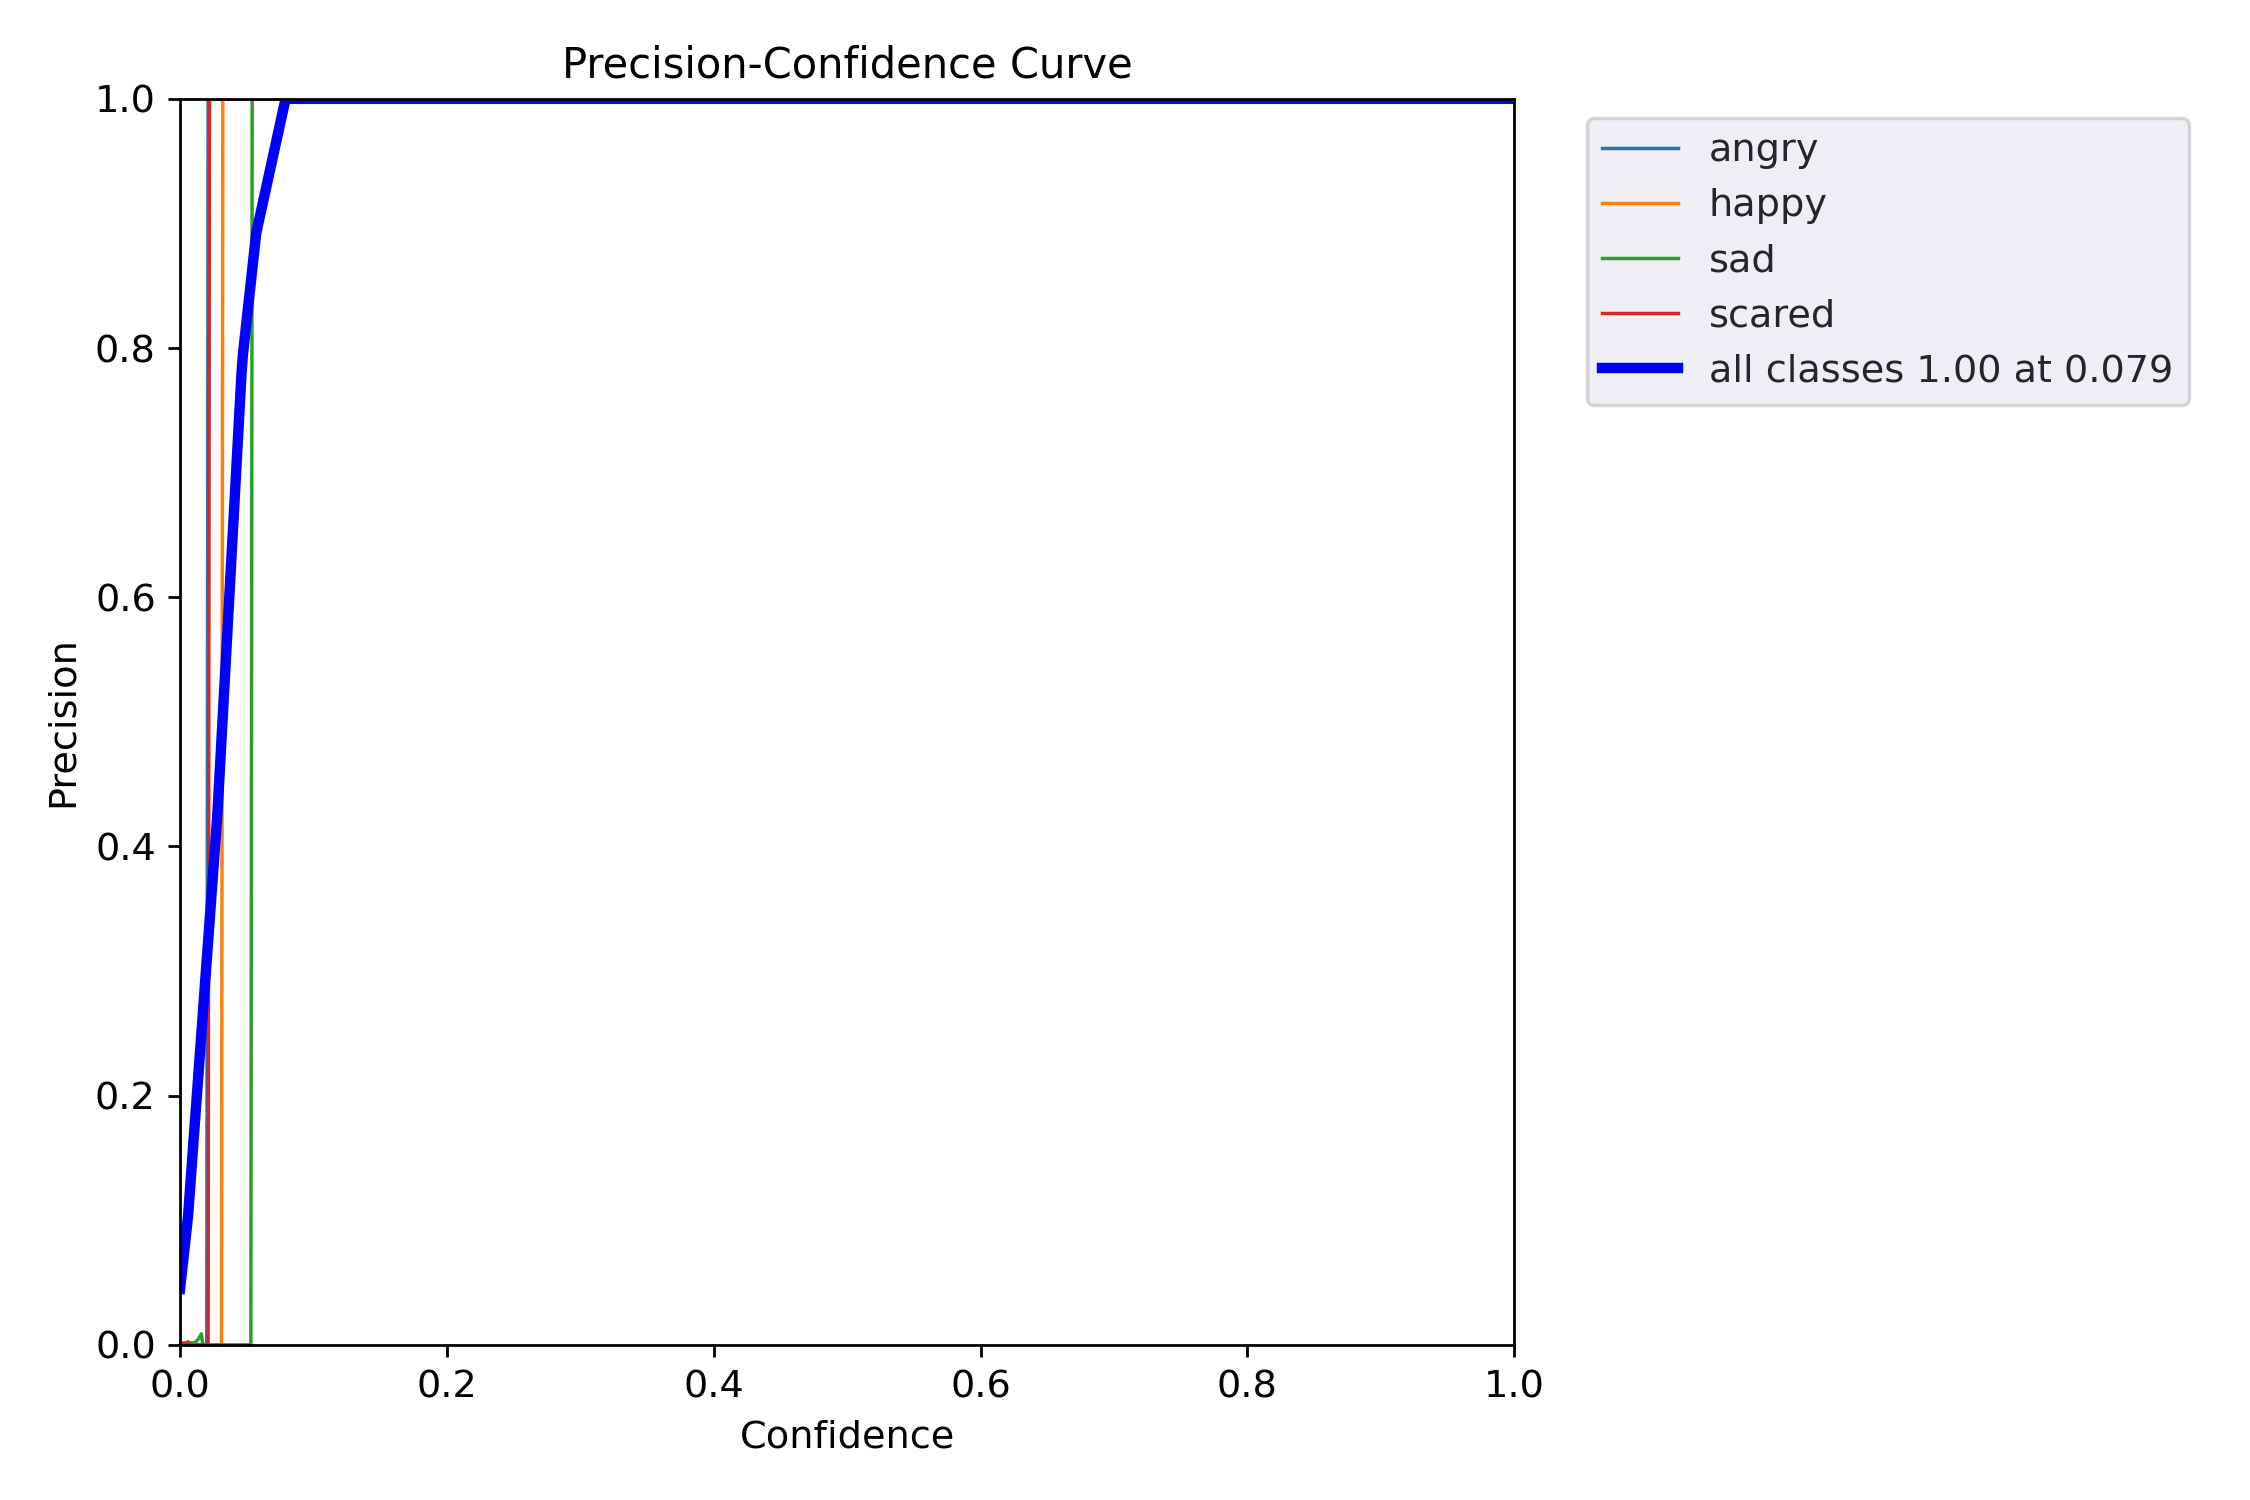 Precision-Confidence Curve
1.0
0.8
0.6
0.4
0.2
0.0
Precision
0.0 0.2 0.4 0.6 0.8 1.0
Confidence
angry
happy
sad
scared
all classes 1.00 at 0.079